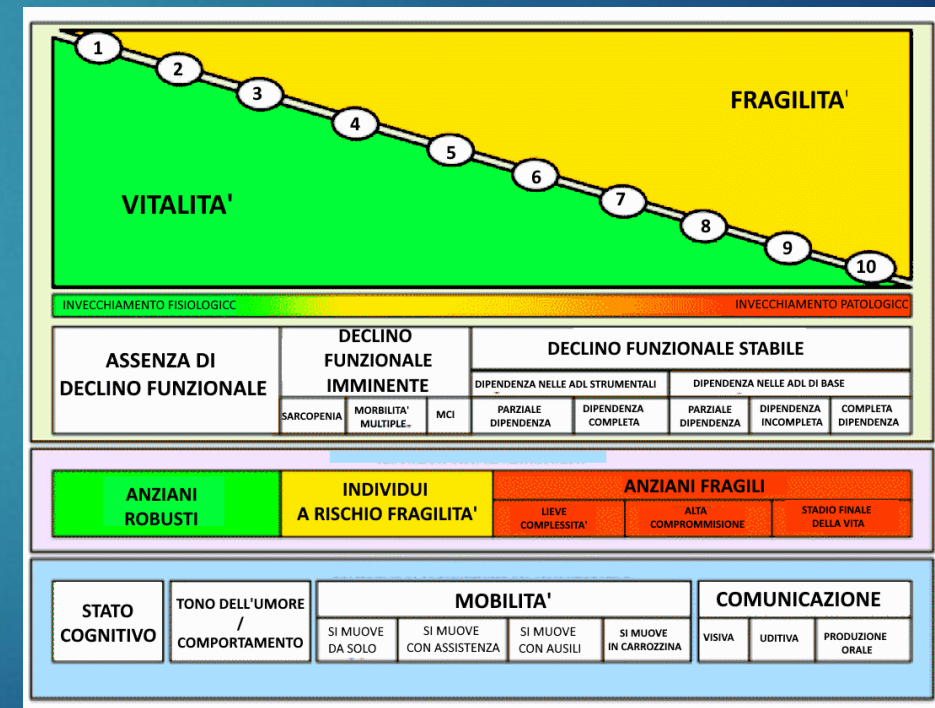 1
2
3
4
5
6
7
8
9
10
FRAGILITA'
VITALITA'
INVECCHIAMENTO FISIOLOGICC
INVECCHIAMENTO PATOLOGICC
ASSENZA DI
DECLINO FUNZIONALE
DECLINO
FUNZIONALE
IMMINENTE
SARCOPENIA
MORBILITA'
MULTIPLE
MCI
DECLINO FUNZIONALE STABILE
DIPENDENZA NELLE ADL STRUMENTALI
DIPENDENZA NELLE ADL DI BASE
PARZIALE
DIPENDENZA
DIPENDENZA
COMPLETA
PARZIALE
DIPENDENZA
DIPENDENZA
INCOMPLETA
COMPLETA
DIPENDENZA
ANZIANI
ROBUSTI
INDIVIDUI
A RISCHIO FRAGILITA'
ANZIANI FRAGILI
LIEVE
COMPLESSITA'
ALTA
COMPROMMISIONE
STADIO FINALE
DELLA VITA
STATO
COGNITIVO
TONO DELL'UMORE
/
COMPORTAMENTO
MOBILITA'
SI MUOVE
DA SOLO
SI MUOVE
CON ASSISTENZA
SI MUOVE
CON AUSILI
SI MUOVE
IN CARROZZINA
COMUNICAZIONE
VISIVA
UDITIVA
PRODUZIONE
ORALE